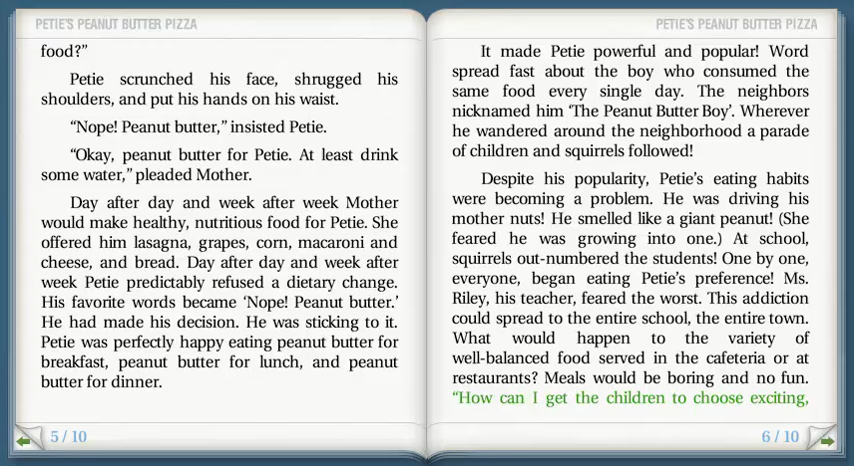 PETIE'S PEANUT BUTTER PIZZA
food?”
Petie scrunched his face, shrugged his
shoulders, and put his hands on his waist.
“Nope! Peanut butter,” insisted Petie.
“Okay, peanut butter for Petie. At least drink
some water,” pleaded Mother.
Day after day and week after week Mother
would make healthy, nutritious food for Petie. She
offered him lasagna, grapes, corn, macaroni and
cheese, and bread. Day after day and week after
week Petie predictably refused a dietary change.
His favorite words became ‘Nope! Peanut butter.’
He had made his decision. He was sticking to it.
Petie was perfectly happy eating peanut butter for
breakfast, peanut butter for lunch, and peanut
butter for dinner.
5 / 10
PETIE'S PEANUT BUTTER PIZZA
It made Petie powerful and popular! Word
spread fast about the boy who consumed the
same food every single day. The neighbors
nicknamed him ‘The Peanut Butter Boy’. Wherever
he wandered around the neighborhood a parade
of children and squirrels followed!
Despite his popularity, Petie’s eating habits
were becoming a problem. He was driving his
mother nuts! He smelled like a giant peanut! (She
feared he was growing into one.) At school,
squirrels out-numbered the students! One by one,
everyone, began eating Petie’s preference! Ms.
Riley, his teacher, feared the worst. This addiction
could spread to the entire school, the entire town.
What would happen to the variety of
well-balanced food served in the cafeteria or at
restaurants? Meals would be boring and no fun.
“How can I get the children to choose exciting,
6 / 10